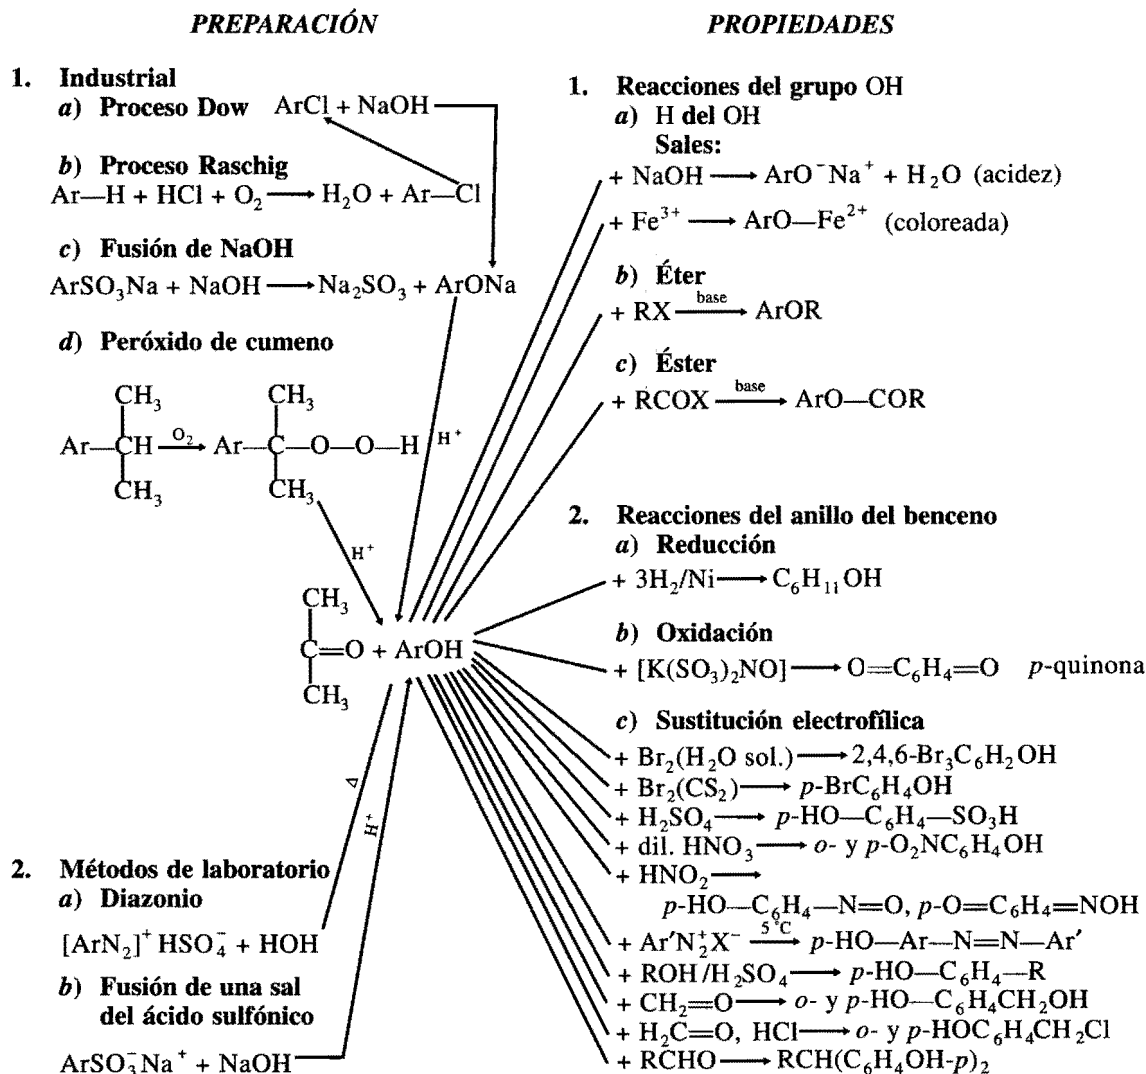 PREPARACIÓN
1. Industrial
a) Proceso Dow ArCl + NaOH
b) Proceso Raschig
Ar—H + HCl + O₂ ⟶ H₂O + Ar—Cl
c) Fusión de NaOH
ArSO₃Na + NaOH ⟶ Na₂SO₃ + ArONa
d) Peróxido de cumeno
CH₃ CH₃
Ar—CH O₂ ⟶ Ar—C—O—O—H H⁺
CH₃ CH₃
H⁺
CH₃
C=O + ArOH
CH₃
Δ
H⁺
2. Métodos de laboratorio
a) Diazonio
[ArN₂]⁺ HSO₄⁻ + HOH
b) Fusión de una sal
del ácido sulfónico
ArSO₃⁻Na⁺ + NaOH
PROPIEDADES
1. Reacciones del grupo OH
a) H del OH
Sales:
+ NaOH ⟶ ArO⁻Na⁺ + H₂O (acidez)
+ Fe³⁺ ⟶ ArO—Fe²⁺ (coloreada)
b) Éter
+ RX base ⟶ ArOR
c) Éster
+ RCOX base ⟶ ArO—COR
2. Reacciones del anillo del benceno
a) Reducción
+ 3H₂/Ni ⟶ C₆H₁₁OH
b) Oxidación
+ [K(SO₃)₂NO] ⟶ O=C₆H₄=O p-quinona
c) Sustitución electrofílica
+ Br₂(H₂O sol.) ⟶ 2,4,6-Br₃C₆H₂OH
+ Br₂(CS₂) ⟶ p-BrC₆H₄OH
+ H₂SO₄ ⟶ p-HO—C₆H₄—SO₃H
+ dil. HNO₃ ⟶ o- y p-O₂NC₆H₄OH
+ HNO₂ ⟶
p-HO—C₆H₄—N=O, p-O=C₆H₄=NOH
+ Ar′N₂⁺X⁻ 5 °C ⟶ p-HO—Ar—N=N—Ar′
+ ROH/H₂SO₄ ⟶ p-HO—C₆H₄—R
+ CH₂=O ⟶ o- y p-HO—C₆H₄CH₂OH
+ H₂C=O, HCl ⟶ o- y p-HOC₆H₄CH₂Cl
+ RCHO ⟶ RCH(C₆H₄OH-p)₂